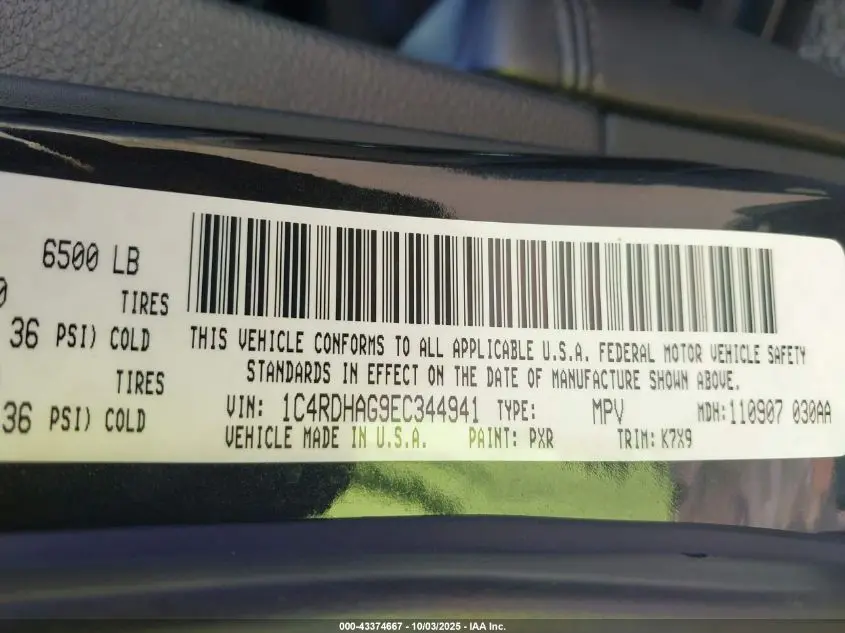 6500 LB
0 TIRES
36 PSI) COLD
TIRES
36 PSI) COLD
THIS VEHICLE CONFORMS TO ALL APPLICABLE U.S.A. FEDERAL MOTOR VEHICLE SAFETY
STANDARDS IN EFFECT ON THE DATE OF MANUFACTURE SHOWN ABOVE.
VIN: 1C4RDHAG9EC344941 TYPE: MPV MDH: 110907 030AA
VEHICLE MADE IN U.S.A. PAINT: PXR TRIM: K7X9
000-43374667 - 10/03/2025 - IAA Inc.